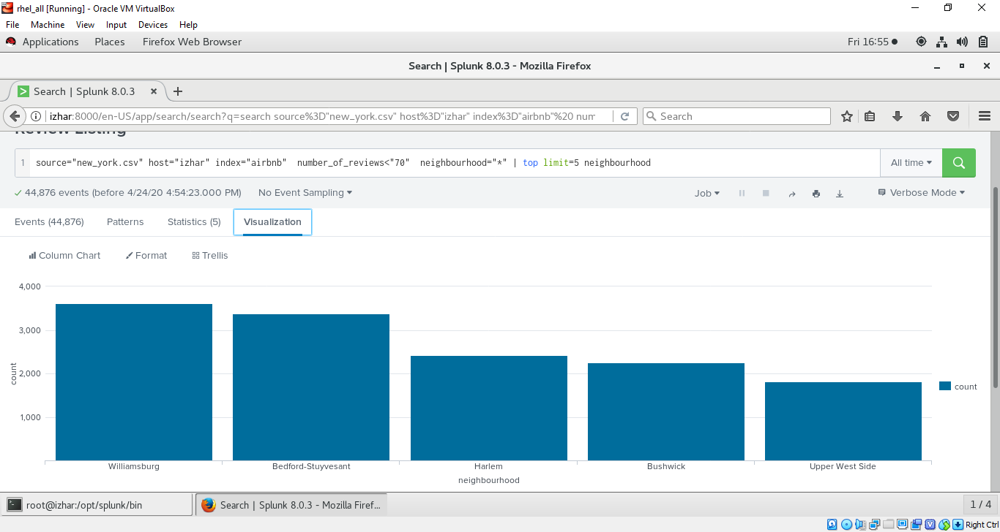 rhel_all [Running] - Oracle VM VirtualBox
File Machine View Input Devices Help
Applications Places Firefox Web Browser Fri 16:55
Search | Splunk 8.0.3 - Mozilla Firefox
Search | Splunk 8.0.3
izhar:8000/en-US/app/search/search?q=search source%3D"new_york.csv" host%3D"izhar" index%3D"airbnb"%20 num Search
Review Listing
1 source="new_york.csv" host="izhar" index="airbnb" number_of_reviews<"70" neighbourhood="*" | top limit=5 neighbourhood All time
44,876 events (before 4/24/20 4:54:23.000 PM) No Event Sampling Job Verbose Mode
Events (44,876) Patterns Statistics (5) Visualization
Column Chart Format Trellis
4,000
3,000
2,000
1,000
count
count
Williamsburg Bedford-Stuyvesant Harlem Bushwick Upper West Side
neighbourhood
root@izhar:/opt/splunk/bin Search | Splunk 8.0.3 - Mozilla Firef... 1 / 4
Right Ctrl